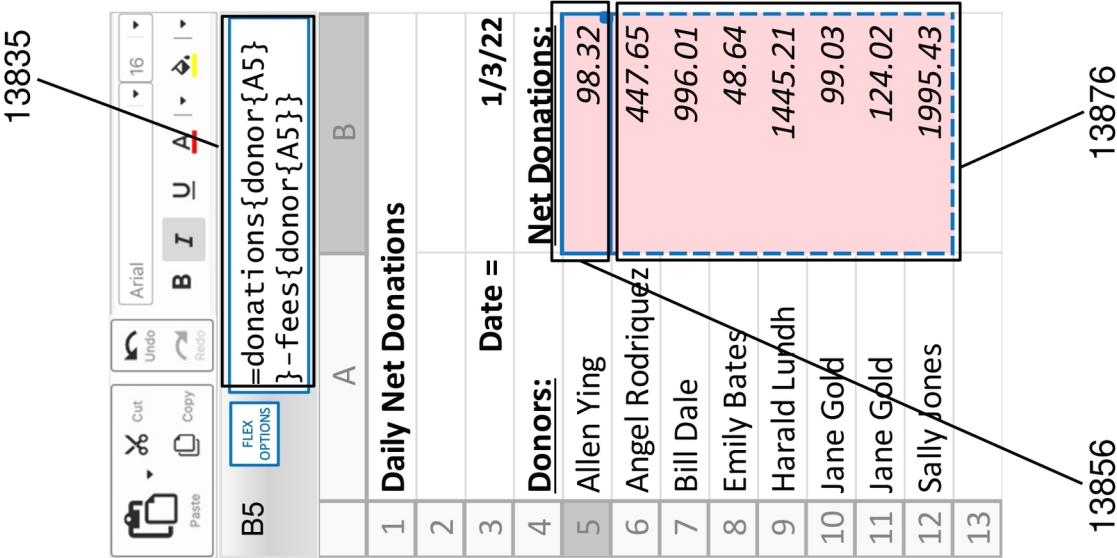 13835
Paste
Cut
Copy
Undo
Redo
Arial
16
B I U A
B5
FLEX
OPTIONS
=donations{donor{A5}
}-fees{donor{A5}}
A B
1 Daily Net Donations
2
3 Date = 1/3/22
4 Donors: Net Donations:
5 Allen Ying 98.32
6 Angel Rodriquez 447.65
7 Bill Dale 996.01
8 Emily Bates 48.64
9 Harald Lundh 1445.21
10 Jane Gold 99.03
11 Jane Gold 124.02
12 Sally Jones 1995.43
13
13856
13876